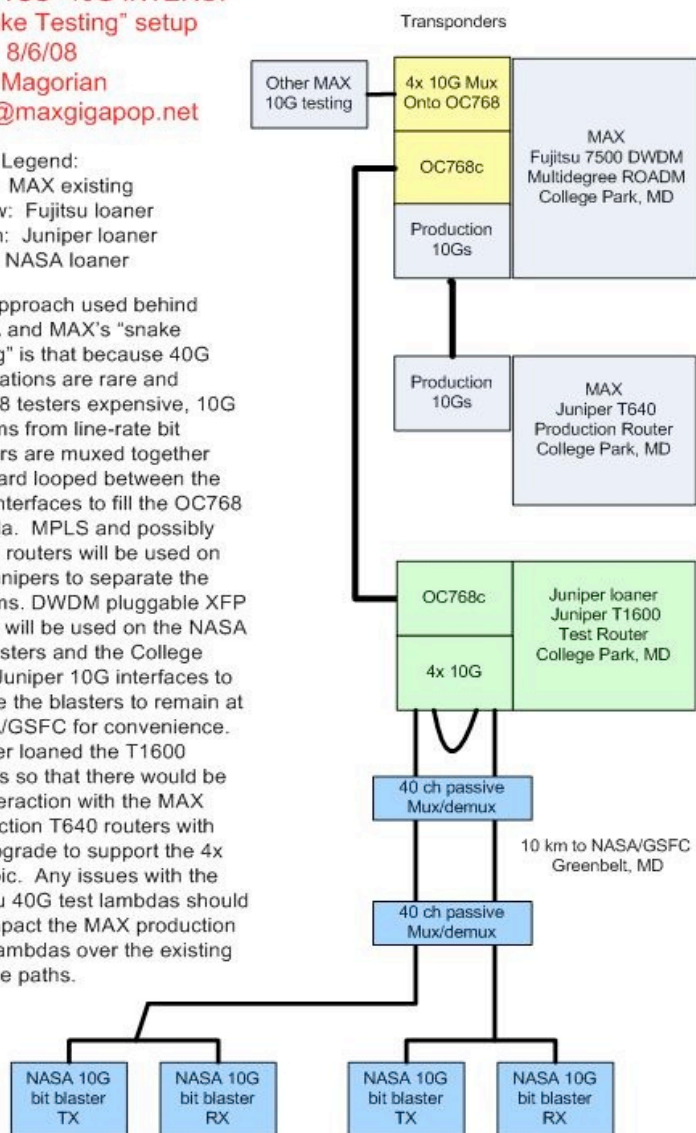 40G
ke Testing" setup
8/6/08
Magorian
@maxgigapop.net
Legend:
MAX existing
w: Fujitsu loaner
n: Juniper loaner
NASA loaner
pproach used behind
A and MAX's "snake
g" is that because 40G
ations are rare and
8 testers expensive, 10G
ms from line-rate bit
ers are muxed together
ard looped between the
nterfaces to fill the OC768
da. MPLS and possibly
routers will be used on
unipers to separate the
ms. DWDM pluggable XFP
will be used on the NASA
sters and the College
Juniper 10G interfaces to
e the blasters to remain at
A/GSFC for convenience.
er loaned the T1600
s so that there would be
eraction with the MAX
ction T640 routers with
pgrade to support the 4x
pic. Any issues with the
u 40G test lambdas should
npact the MAX production
ambdas over the existing
e paths.
Transponders
Other MAX
10G testing
4x 10G Mux
Onto OC768
OC768c
Production
10Gs
MAX
Fujitsu 7500 DWDM
Multidegree ROADM
College Park, MD
Production
10Gs
MAX
Juniper T640
Production Router
College Park, MD
OC768c
4x 10G
Juniper loaner
Juniper T1600
Test Router
College Park, MD
40 ch passive
Mux/demux
10 km to NASA/GSFC
Greenbelt, MD
40 ch passive
Mux/demux
NASA 10G
bit blaster
TX
NASA 10G
bit blaster
RX
NASA 10G
bit blaster
TX
NASA 10G
bit blaster
RX